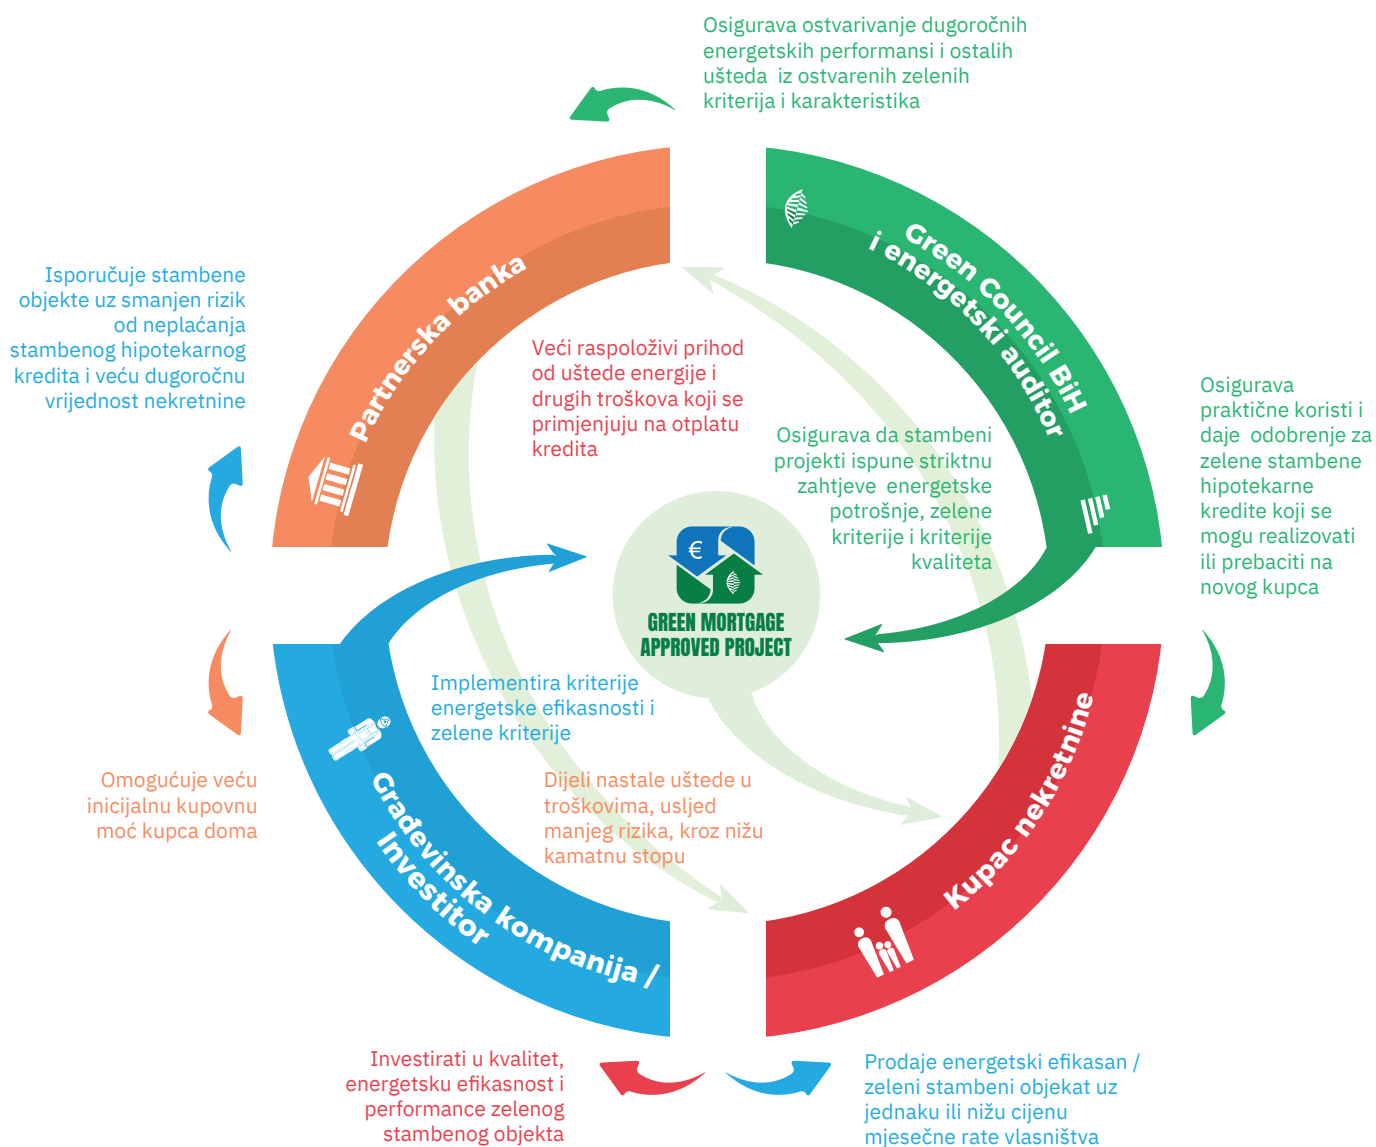 Osigurava ostvarivanje dugoročnih
energetskih performansi i ostalih
ušteda iz ostvarenih zelenih
kriterija i karakteristika
Partnerska banka
Green Council BiH
i energetski auditor
Isporučuje stambene
objekte uz smanjen rizik
od neplaćanja
stambenog hipotekarnog
kredita i veću dugoročnu
vrijednost nekretnine
Veći raspoloživi prihod
od uštede energije i
drugih troškova koji se
primjenjuju na otplatu
kredita
Osigurava da stambeni
projekti ispune striktnu
zahtjeve energetske
potrošnje, zelene
kriterije i kriterije
kvaliteta
Osigurava
praktične koristi i
daje odobrenje za
zelene stambene
hipotekarne
kredite koji se
mogu realizovati
ili prebaciti na
novog kupca
€
GREEN MORTGAGE
APPROVED PROJECT
Implementira kriterije
energetske efikasnosti i
zelene kriterije
Omogućuje veću
inicijalnu kupovnu
moć kupca doma
Dijeli nastale uštede u
troškovima, usljed
manjeg rizika, kroz nižu
kamatnu stopu
Građevinska kompanija /
Investitor
Kupac nekretnine
Investirati u kvalitet,
energetsku efikasnost i
performance zelenog
stambenog objekta
Prodaje energetski efikasan /
zeleni stambeni objekat uz
jednaku ili nižu cijenu
mjesečne rate vlasništva